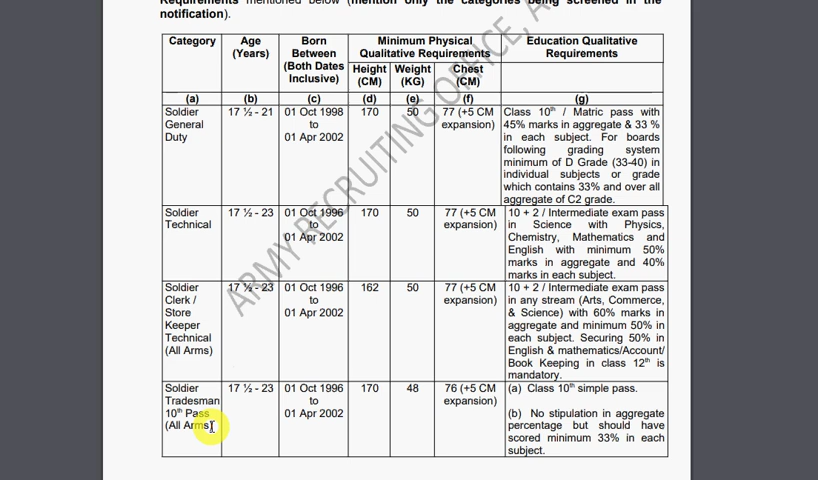 Requirements mentioned below (mention only the categories being screened in the
notification).
Category
Age
(Years)
Born
Between
(Both Dates
Inclusive)
Minimum Physical
Qualitative Requirements
Education Qualitative
Requirements
Height
(CM)
Weight
(KG)
Chest
(CM)
(a) (b) (c) (d) (e) (f) (g)
Soldier
General
Duty
17 ½ - 21
01 Oct 1998
to
01 Apr 2002
170
50
77 (+5 CM
expansion)
Class 10th / Matric pass with
45% marks in aggregate & 33 %
in each subject. For boards
following grading system
minimum of D Grade (33-40) in
individual subjects or grade
which contains 33% and over all
aggregate of C2 grade.
Soldier
Technical
17 ½ - 23
01 Oct 1996
to
01 Apr 2002
170
50
77 (+5 CM
expansion)
10 + 2 / Intermediate exam pass
in Science with Physics,
Chemistry, Mathematics and
English with minimum 50%
marks in aggregate and 40%
marks in each subject.
Soldier
Clerk /
Store
Keeper
Technical
(All Arms)
17 ½ - 23
01 Oct 1996
to
01 Apr 2002
162
50
77 (+5 CM
expansion)
10 + 2 / Intermediate exam pass
in any stream (Arts, Commerce,
& Science) with 60% marks in
aggregate and minimum 50% in
each subject. Securing 50% in
English & mathematics/Account/
Book Keeping in class 12th is
mandatory.
Soldier
Tradesman
10th Pass
(All Arms)
17 ½ - 23
01 Oct 1996
to
01 Apr 2002
170
48
76 (+5 CM
expansion)
(a) Class 10th simple pass.
(b) No stipulation in aggregate
percentage but should have
scored minimum 33% in each
subject.
ARMY RECRUITING OFFICE, A